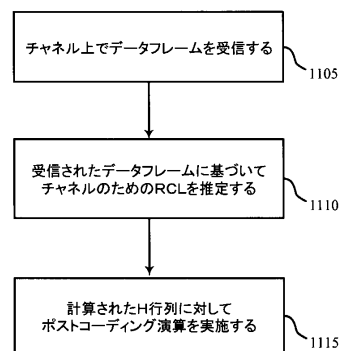 チャネル上でデータフレームを受信する
1105
受信されたデータフレームに基づいて
チャネルのためのRCLを推定する
1110
計算されたH行列に対して
ポストコーディング演算を実施する
1115